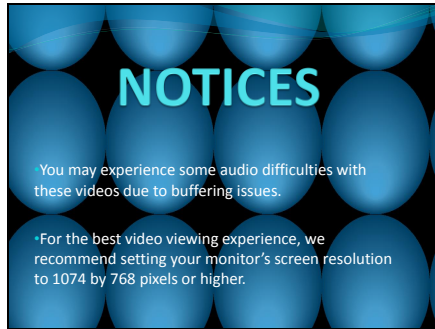 NOTICES
•You may experience some audio difficulties with
these videos due to buffering issues.
•For the best video viewing experience, we
recommend setting your monitor’s screen resolution
to 1074 by 768 pixels or higher.